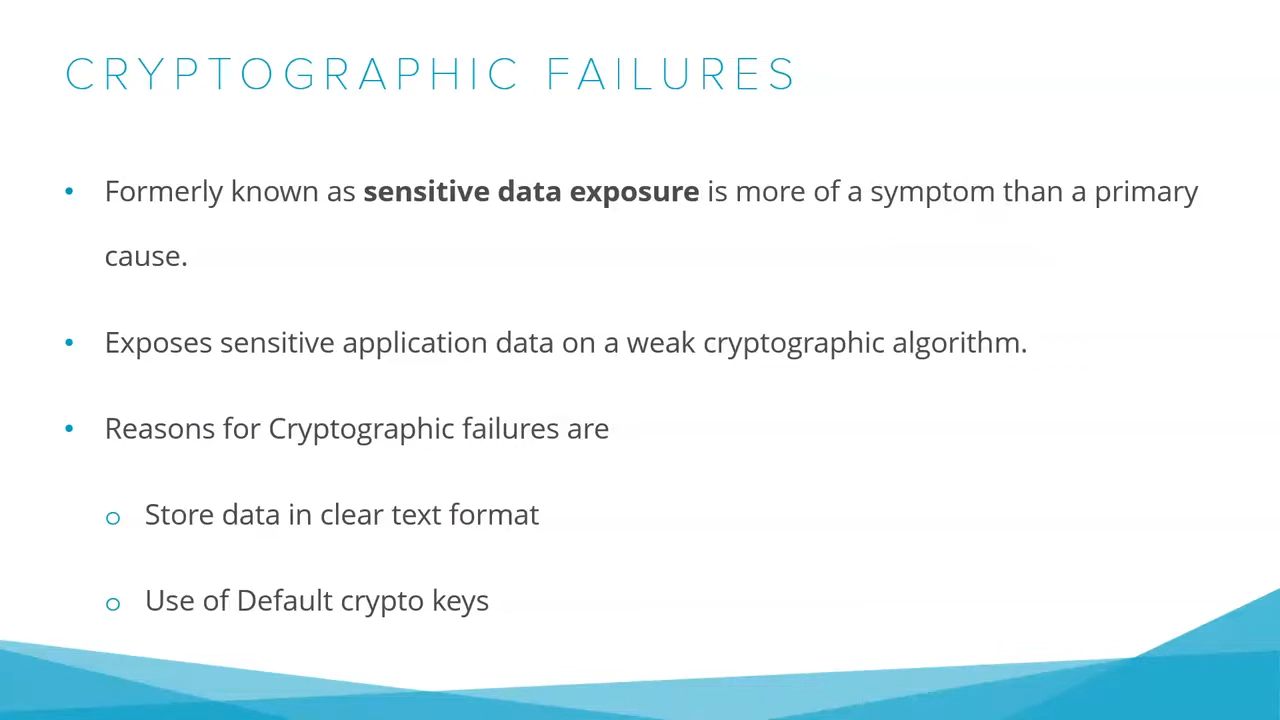 CRYPTOGRAPHIC FAILURES
• Formerly known as sensitive data exposure is more of a symptom than a primary
cause.
• Exposes sensitive application data on a weak cryptographic algorithm.
• Reasons for Cryptographic failures are
o Store data in clear text format
o Use of Default crypto keys